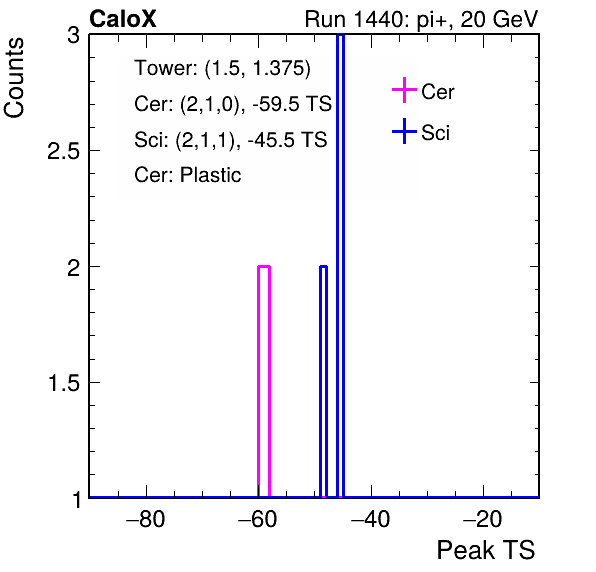 CaloX Run 1440: pi+, 20 GeV
Counts
Tower: (1.5, 1.375)
Cer: (2,1,0), -59.5 TS
Sci: (2,1,1), -45.5 TS
Cer: Plastic
Cer
Sci
3
2.5
2
1.5
1
−80 −60 −40 −20
Peak TS